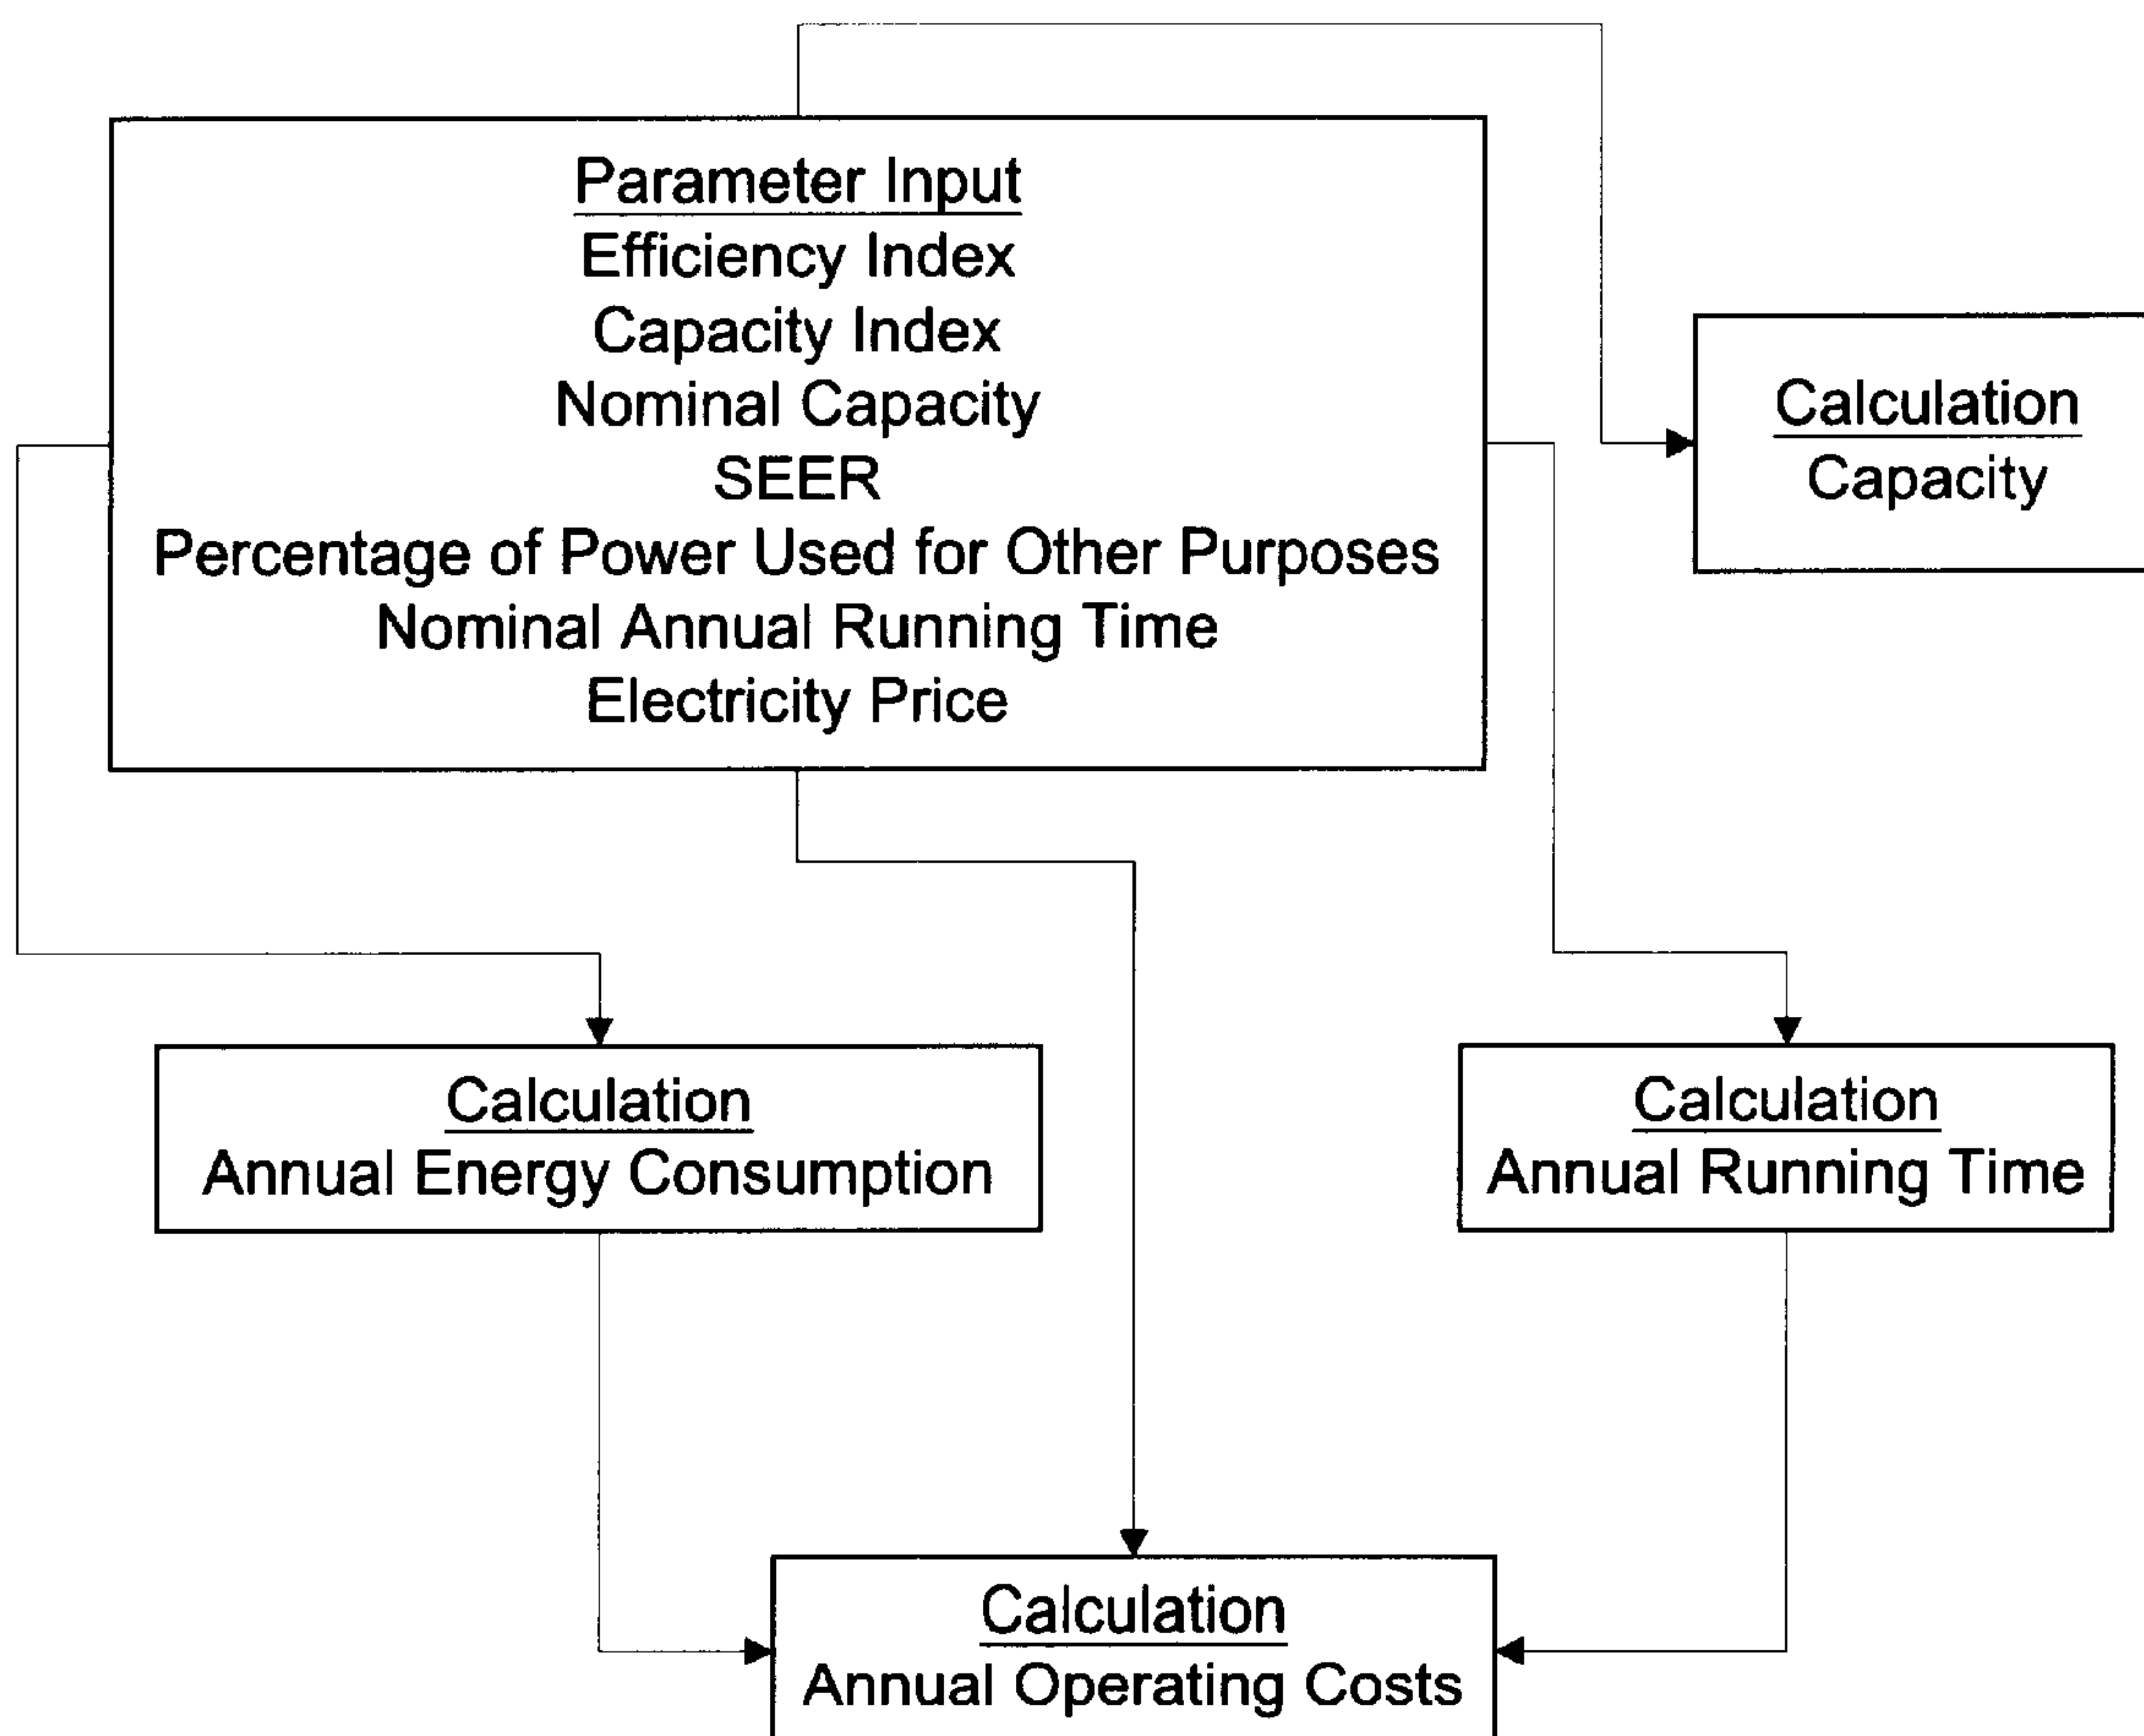 Parameter Input
Efficiency Index
Capacity Index
Nominal Capacity
SEER
Percentage of Power Used for Other Purposes
Nominal Annual Running Time
Electricity Price
Calculation
Capacity
Calculation
Annual Energy Consumption
Calculation
Annual Running Time
Calculation
Annual Operating Costs